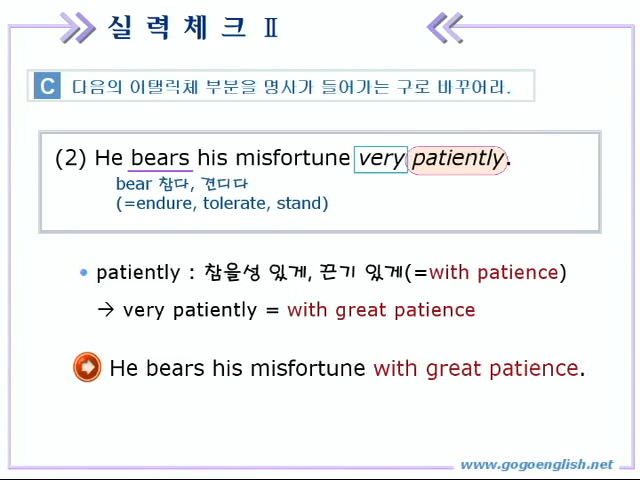 실 력 체 크 Ⅱ
C 다음의 이탤릭체 부분을 명사가 들어가는 구로 바꾸어라.
(2) He bears his misfortune very patiently.
bear 참다, 견디다
(=endure, tolerate, stand)
• patiently : 참을성 있게, 끈기 있게(=with patience)
→ very patiently = with great patience
He bears his misfortune with great patience.
www.gogoenglish.net